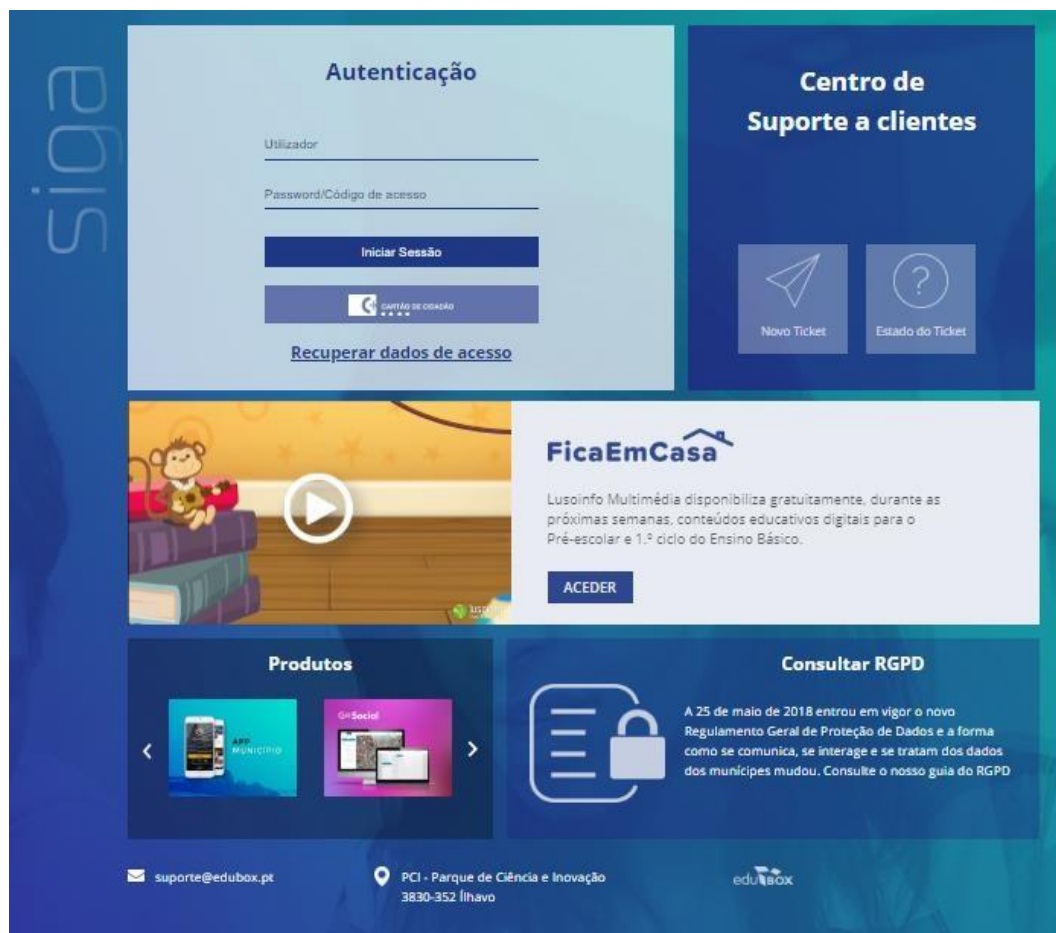 siga
Autenticação
Utilizador
Password/Código de acesso
Iniciar Sessão
CARTÃO DE CIDADÃO
Recuperar dados de acesso
Centro de
Suporte a clientes
Novo Ticket
Estado do Ticket
FicaEmCasa
Lusoinfo Multimédia disponibiliza gratuitamente, durante as
próximas semanas, conteúdos educativos digitais para o
Pré-escolar e 1.º ciclo do Ensino Básico.
ACEDER
Produtos
APP
MUNICÍPIO
GeSocial
Consultar RGPD
A 25 de maio de 2018 entrou em vigor o novo
Regulamento Geral de Proteção de Dados e a forma
como se comunica, se interage e se tratam dos dados
dos munícipes mudou. Consulte o nosso guia do RGPD
suporte@edubox.pt
PCI - Parque de Ciência e Inovação
3830-352 Ílhavo
edubox